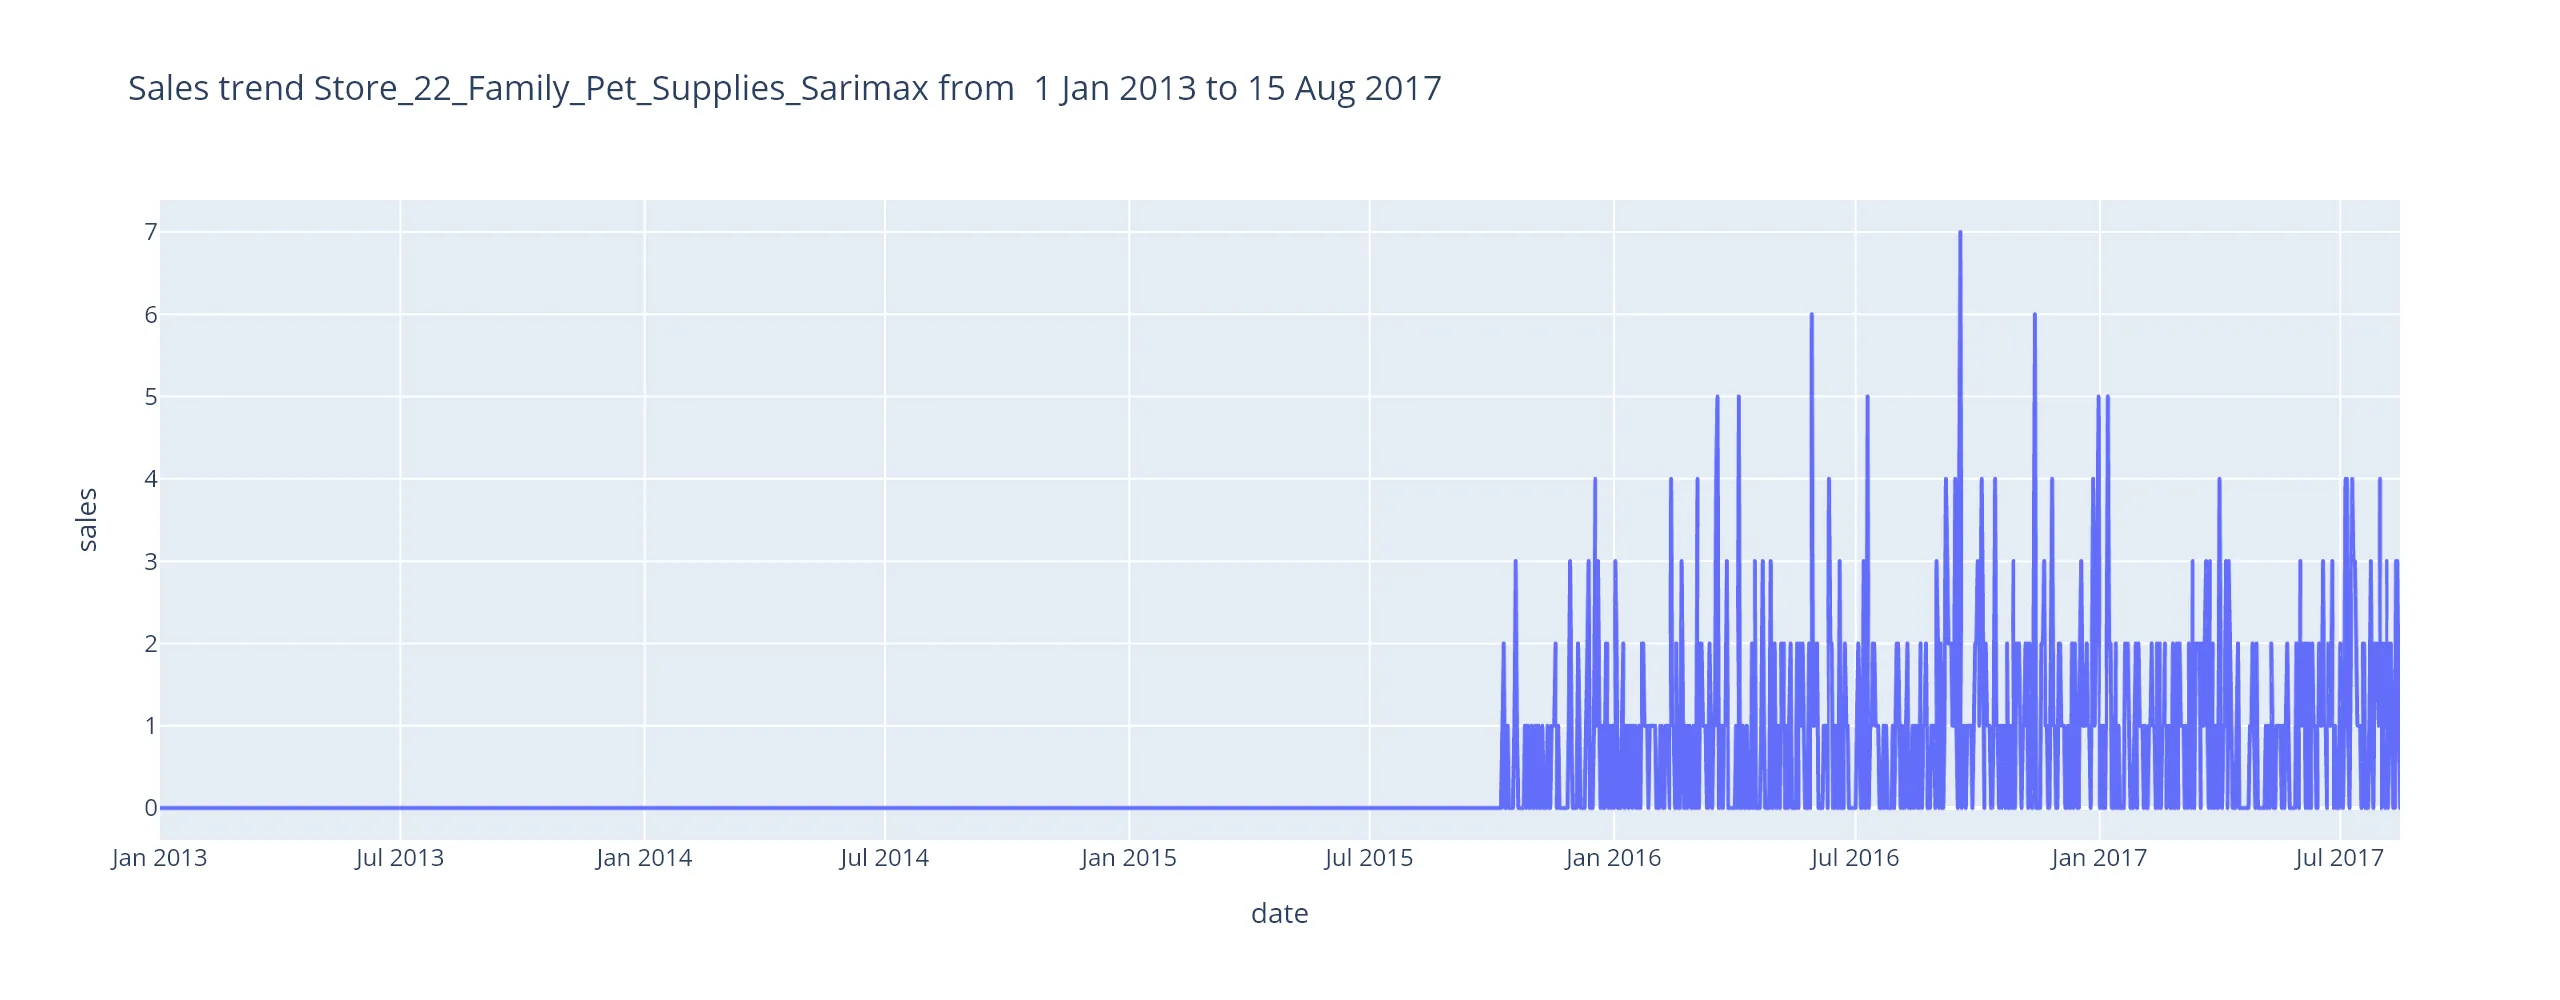 Sales trend Store_22_Family_Pet_Supplies_Sarimax from  1 Jan 2013 to 15 Aug 2017
7
6
5
4
3
2
1
0
sales
Jan 2013 Jul 2013 Jan 2014 Jul 2014 Jan 2015 Jul 2015 Jan 2016 Jul 2016 Jan 2017 Jul 2017
date